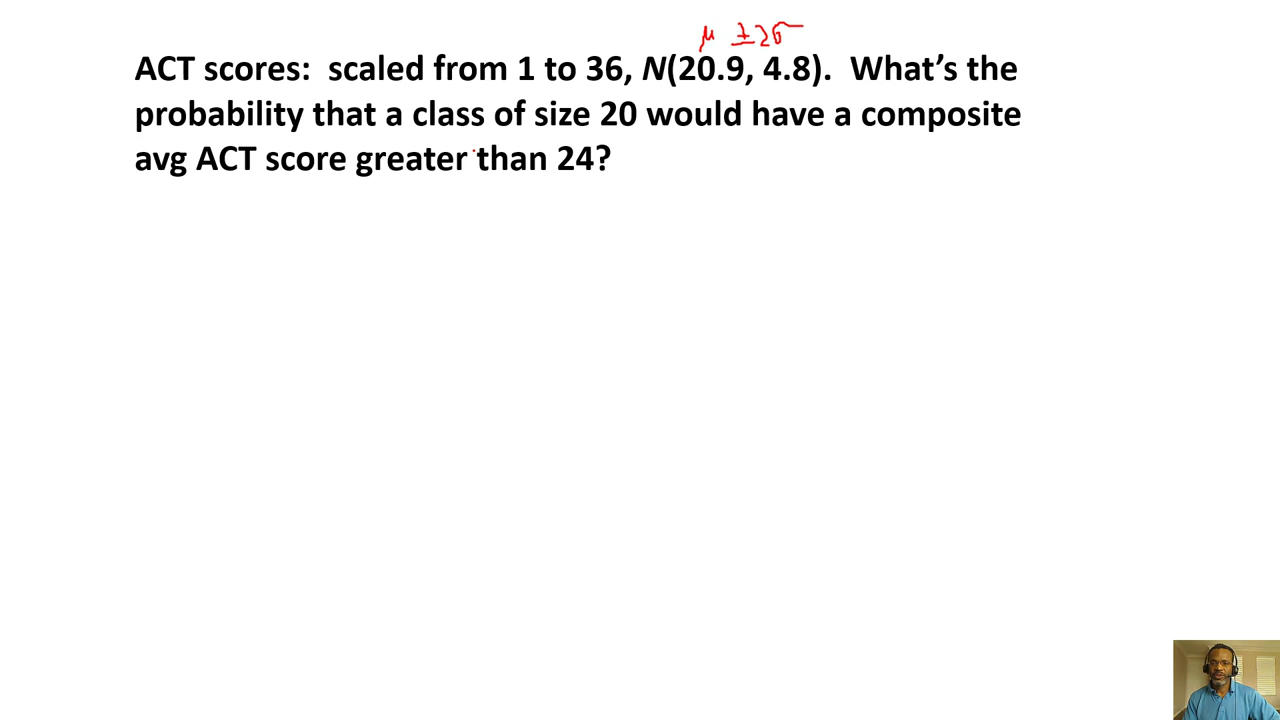 μ ±2σ
ACT scores: scaled from 1 to 36, N(20.9, 4.8). What’s the
probability that a class of size 20 would have a composite
avg ACT score greater than 24?